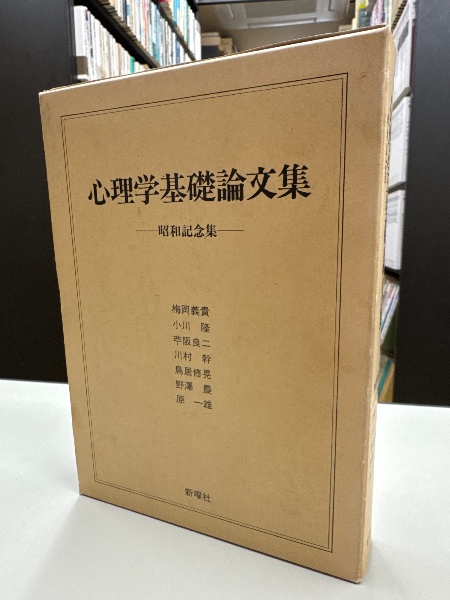 心理学基礎論文集
―昭和記念集―
梅岡義貴
小川 隆
苧阪良二
川村 幹
鳥居修晃
野澤 晨
原 一雄
新曜社